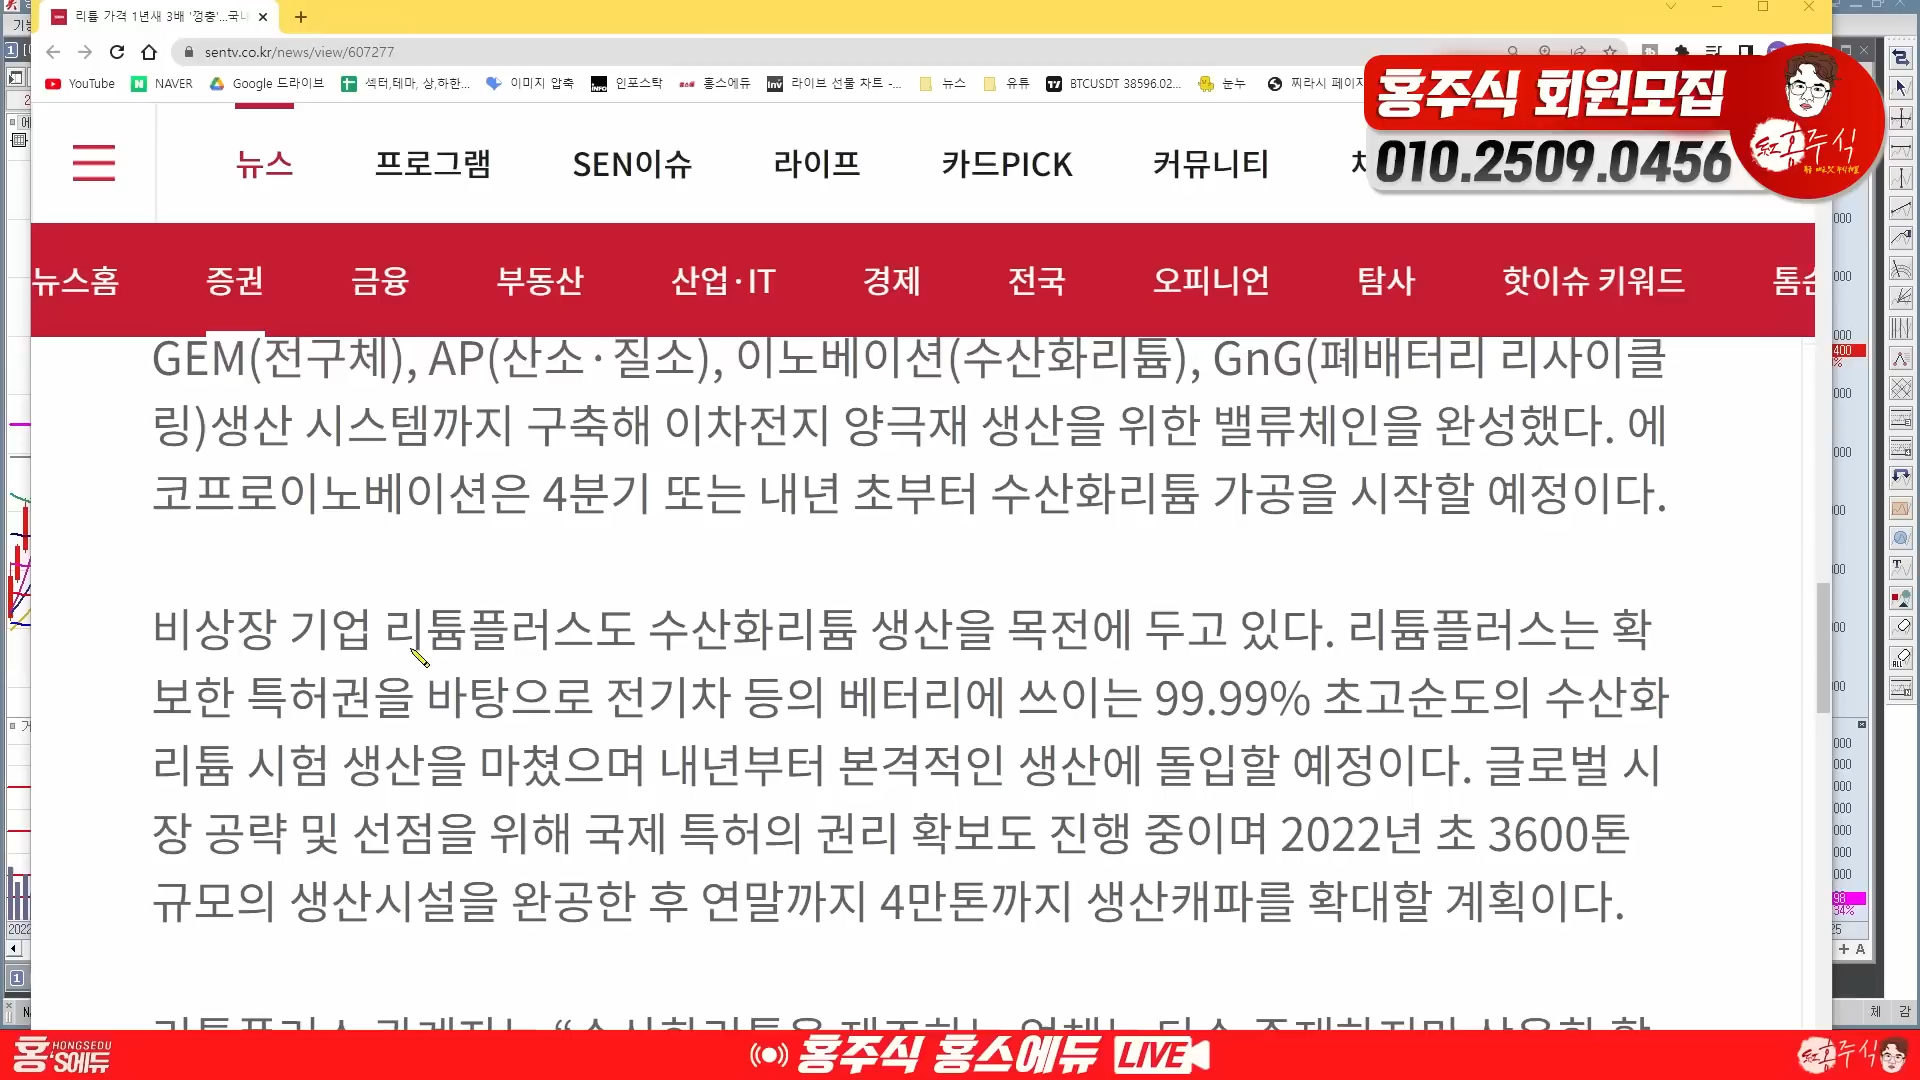 리튬 가격 1년새 3배 '껑충'...국내
sentv.co.kr/news/view/607277
YouTube NAVER Google 드라이브 섹터,테마, 상,하한... 이미지 압축 인포스탁 홍스에듀 라이브 선물 차트 -... 뉴스 유튜 BTCUSDT 38596.02... 눈누 찌라시 페이지
홍주식 회원모집
010.2509.0456
홍주식
뉴스 프로그램 SEN이슈 라이프 카드PICK 커뮤니티
뉴스홈 증권 금융 부동산 산업·IT 경제 전국 오피니언 탐사 핫이슈 키워드 톰슨
GEM(전구체), AP(산소·질소), 이노베이션(수산화리튬), GnG(폐배터리 리사이클
링)생산 시스템까지 구축해 이차전지 양극재 생산을 위한 밸류체인을 완성했다. 에
코프로이노베이션은 4분기 또는 내년 초부터 수산화리튬 가공을 시작할 예정이다.
비상장 기업 리튬플러스도 수산화리튬 생산을 목전에 두고 있다. 리튬플러스는 확
보한 특허권을 바탕으로 전기차 등의 베터리에 쓰이는 99.99% 초고순도의 수산화
리튬 시험 생산을 마쳤으며 내년부터 본격적인 생산에 돌입할 예정이다. 글로벌 시
장 공략 및 선점을 위해 국제 특허의 권리 확보도 진행 중이며 2022년 초 3600톤
규모의 생산시설을 완공한 후 연말까지 4만톤까지 생산캐파를 확대할 계획이다.
체 감
홍'S에듀 HONGSEDU
홍주식 홍스에듀 LIVE
홍주식